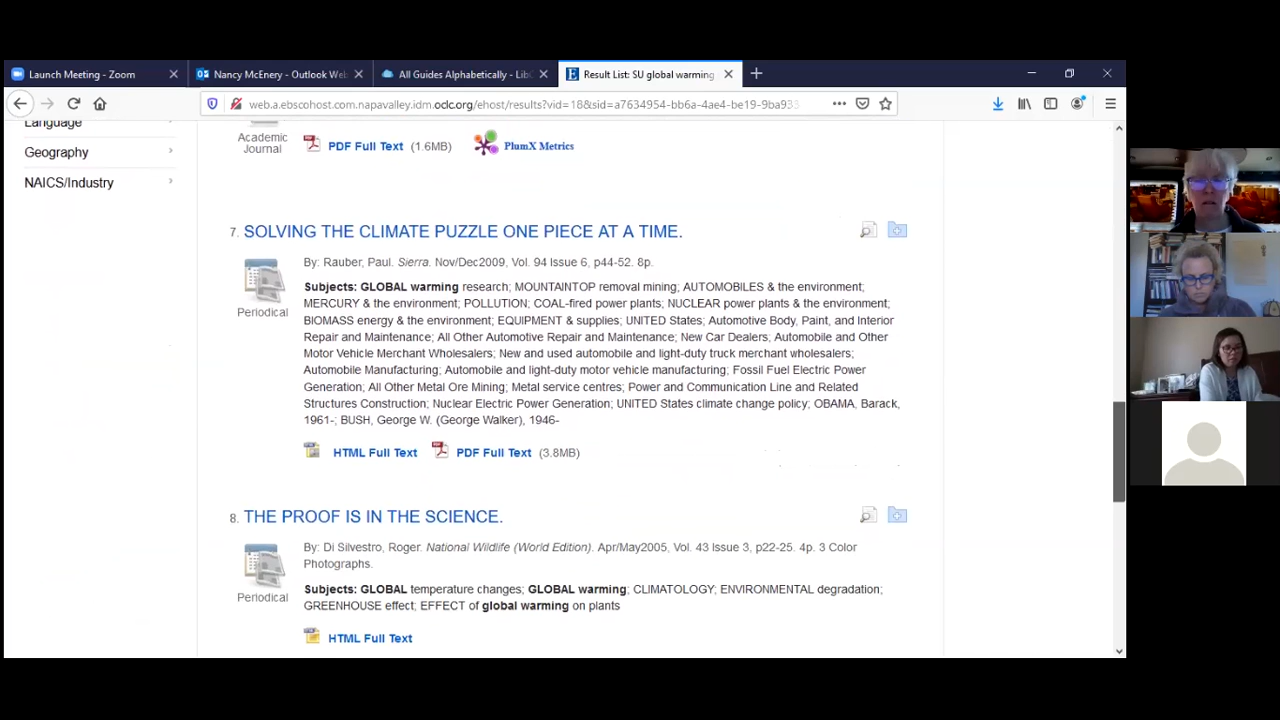 Launch Meeting - Zoom
Nancy McEnery - Outlook Web
All Guides Alphabetically - Lib
Result List: SU global warming
web.a.ebscohost.com.napavalley.idm.oclc.org/ehost/results?vid=18&sid=a7634954-bb6a-4ae4-be19-9ba933
Language
Geography
NAICS/Industry
Academic
Journal
PDF Full Text (1.6MB)
PlumX Metrics
7. SOLVING THE CLIMATE PUZZLE ONE PIECE AT A TIME.
By: Rauber, Paul. Sierra. Nov/Dec2009, Vol. 94 Issue 6, p44-52. 8p.
Periodical
Subjects: GLOBAL warming research; MOUNTAINTOP removal mining; AUTOMOBILES & the environment;
MERCURY & the environment; POLLUTION; COAL-fired power plants; NUCLEAR power plants & the environment;
BIOMASS energy & the environment; EQUIPMENT & supplies; UNITED States; Automotive Body, Paint, and Interior
Repair and Maintenance; All Other Automotive Repair and Maintenance; New Car Dealers; Automobile and Other
Motor Vehicle Merchant Wholesalers; New and used automobile and light-duty truck merchant wholesalers;
Automobile Manufacturing; Automobile and light-duty motor vehicle manufacturing; Fossil Fuel Electric Power
Generation; All Other Metal Ore Mining; Metal service centres; Power and Communication Line and Related
Structures Construction; Nuclear Electric Power Generation; UNITED States climate change policy; OBAMA, Barack,
1961-; BUSH, George W. (George Walker), 1946-
HTML Full Text PDF Full Text (3.8MB)
8. THE PROOF IS IN THE SCIENCE.
By: Di Silvestro, Roger. National Wildlife (World Edition). Apr/May2005, Vol. 43 Issue 3, p22-25. 4p. 3 Color
Photographs.
Periodical
Subjects: GLOBAL temperature changes; GLOBAL warming; CLIMATOLOGY; ENVIRONMENTAL degradation;
GREENHOUSE effect; EFFECT of global warming on plants
HTML Full Text